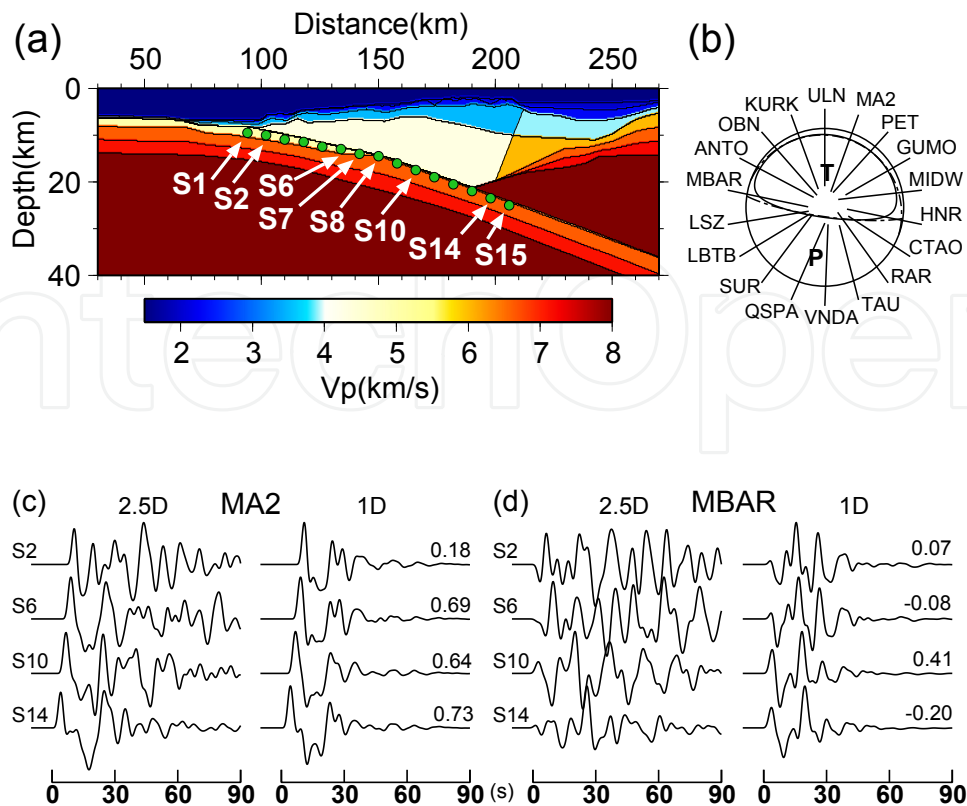 (a)
Distance(km)
50 100 150 200 250
Depth(km)
0
20
40
S1
S2
S6
S7
S8
S10
S14
S15
2 3 4 5 6 7 8
Vp(km/s)
(b)
ULN
MA2
PET
GUMO
MIDW
HNR
CTAO
RAR
TAU
VNDA
QSPA
SUR
LBTB
LSZ
MBAR
ANTO
OBN
KURK
T
P
ntechOpen
(c) 2.5D MA2 1D
S2 0.18
S6 0.69
S10 0.64
S14 0.73
0 30 60 90 0 30 60 90 (s)
(d) 2.5D MBAR 1D
S2 0.07
S6 -0.08
S10 0.41
S14 -0.20
0 30 60 90 0 30 60 90